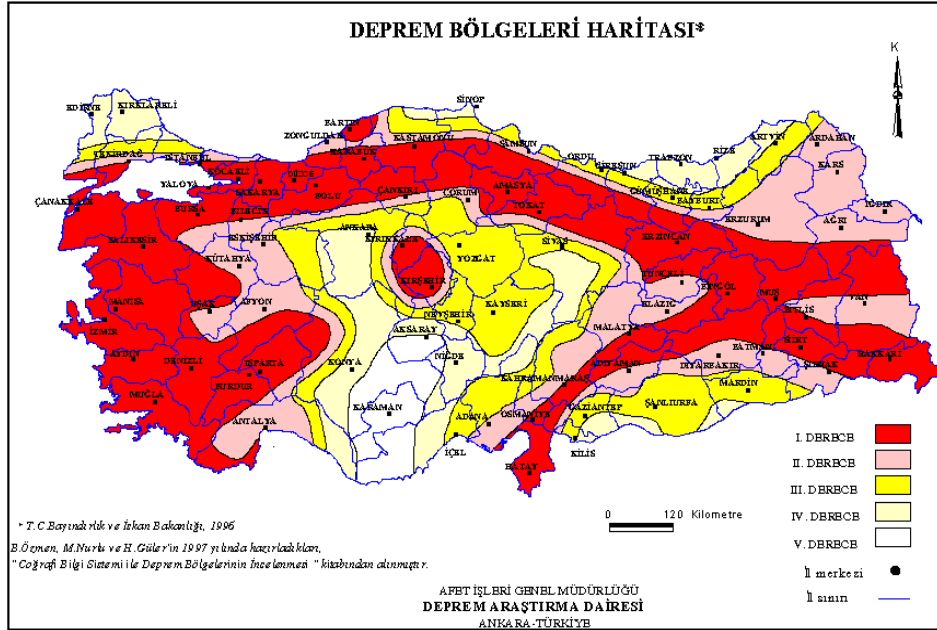 DEPREM BÖLGELERİ HARİTASI*
K
SİNOP
EDİRNE
KIRKLARELİ
BARTIN
ZONGULDAK
KASTAMONU
KARABÜK
SAMSUN
ORDU
GİRESUN
TRABZON
RİZE
ARTVİN
ARDAHAN
KARS
TEKİRDAĞ
İSTANBUL
KOCAELİ
YALOVA
SAKARYA
DÜZCE
BOLU
ÇANKIRI
ÇORUM
AMASYA
TOKAT
GÜMÜŞHANE
BAYBURT
ERZURUM
AĞRI
IĞDIR
ÇANAKKALE
BURSA
BİLECİK
BALIKESİR
ESKİŞEHİR
KÜTAHYA
ANKARA
KIRIKKALE
YOZGAT
SİVAS
ERZİNCAN
TUNCELİ
KIRŞEHİR
BİNGÖL
MUŞ
VAN
MANİSA
UŞAK
AFYON
KAYSERİ
ELAZIĞ
BİTLİS
İZMİR
AKSARAY
NEVŞEHİR
MALATYA
SİİRT
AYDIN
DENİZLİ
ISPARTA
KONYA
NİĞDE
BATMAN
HAKKARİ
BURDUR
KAHRAMANMARAŞ
ADIYAMAN
DİYARBAKIR
ŞIRNAK
MUĞLA
KARAMAN
ADANA
OSMANİYE
GAZİANTEP
ŞANLIURFA
MARDİN
ANTALYA
İÇEL
KİLİS
HATAY
I. DERECE
II. DERECE
III. DERECE
IV. DERECE
V. DERECE
İl merkezi
İl sınırı
0 120 Kilometre
* T.C Bayındırlık ve İskan Bakanlığı, 1996
B.Özmen, M.Nurlu ve H.Güler'in 1997 yılında hazırladıkları,
"Coğrafi Bilgi Sistemi ile Deprem Bölgelerinin İncelenmesi" kitabından alınmıştır.
AFET İŞLERİ GENEL MÜDÜRLÜĞÜ
DEPREM ARAŞTIRMA DAİRESİ
ANKARA-TÜRKİYE